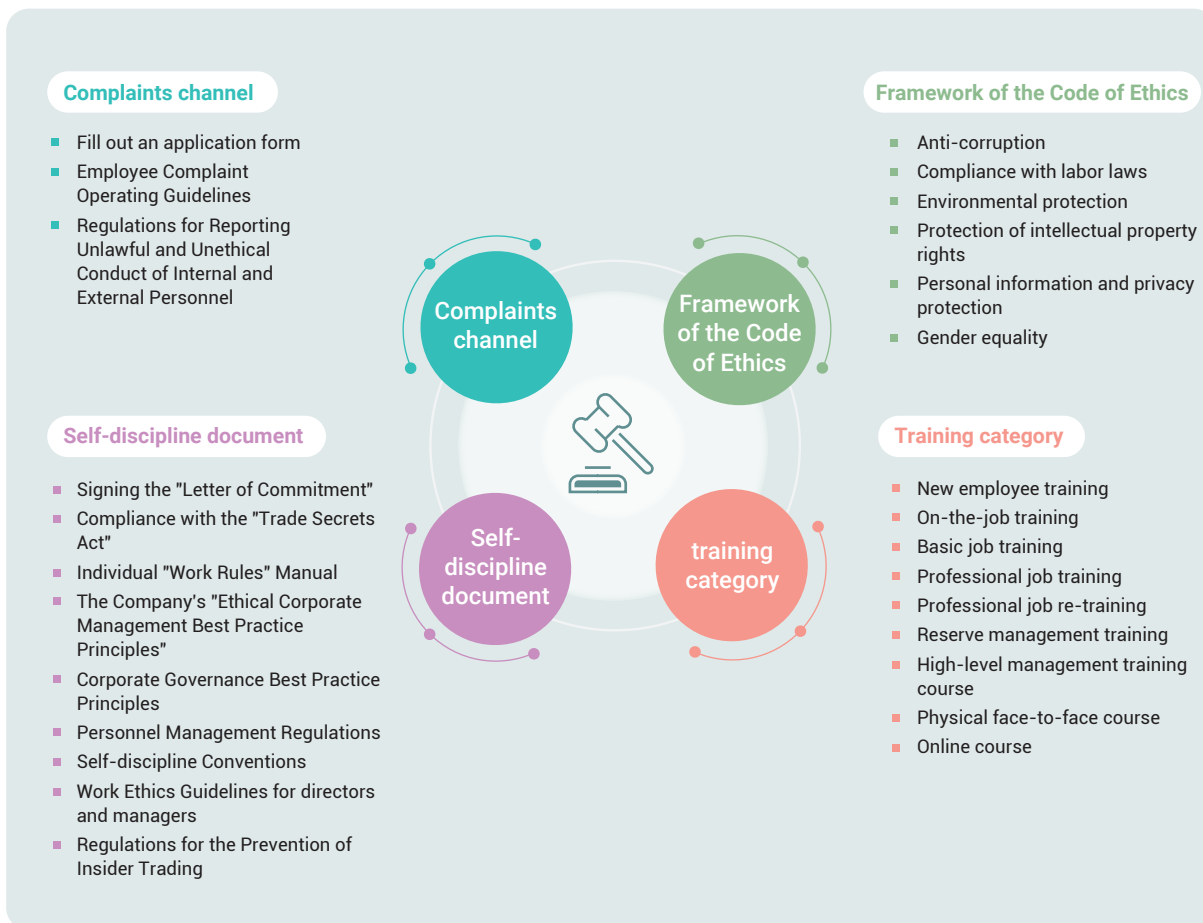 Complaints channel
Fill out an application form
Employee Complaint
Operating Guidelines
Regulations for Reporting
Unlawful and Unethical
Conduct of Internal and
External Personnel
Framework of the Code of Ethics
Anti-corruption
Compliance with labor laws
Environmental protection
Protection of intellectual property
rights
Personal information and privacy
protection
Gender equality
Complaints
channel
Framework
of the Code
of Ethics
Self-
discipline
document
training
category
Self-discipline document
Signing the "Letter of Commitment"
Compliance with the "Trade Secrets
Act"
Individual "Work Rules" Manual
The Company's "Ethical Corporate
Management Best Practice
Principles"
Corporate Governance Best Practice
Principles
Personnel Management Regulations
Self-discipline Conventions
Work Ethics Guidelines for directors
and managers
Regulations for the Prevention of
Insider Trading
Training category
New employee training
On-the-job training
Basic job training
Professional job training
Professional job re-training
Reserve management training
High-level management training
course
Physical face-to-face course
Online course